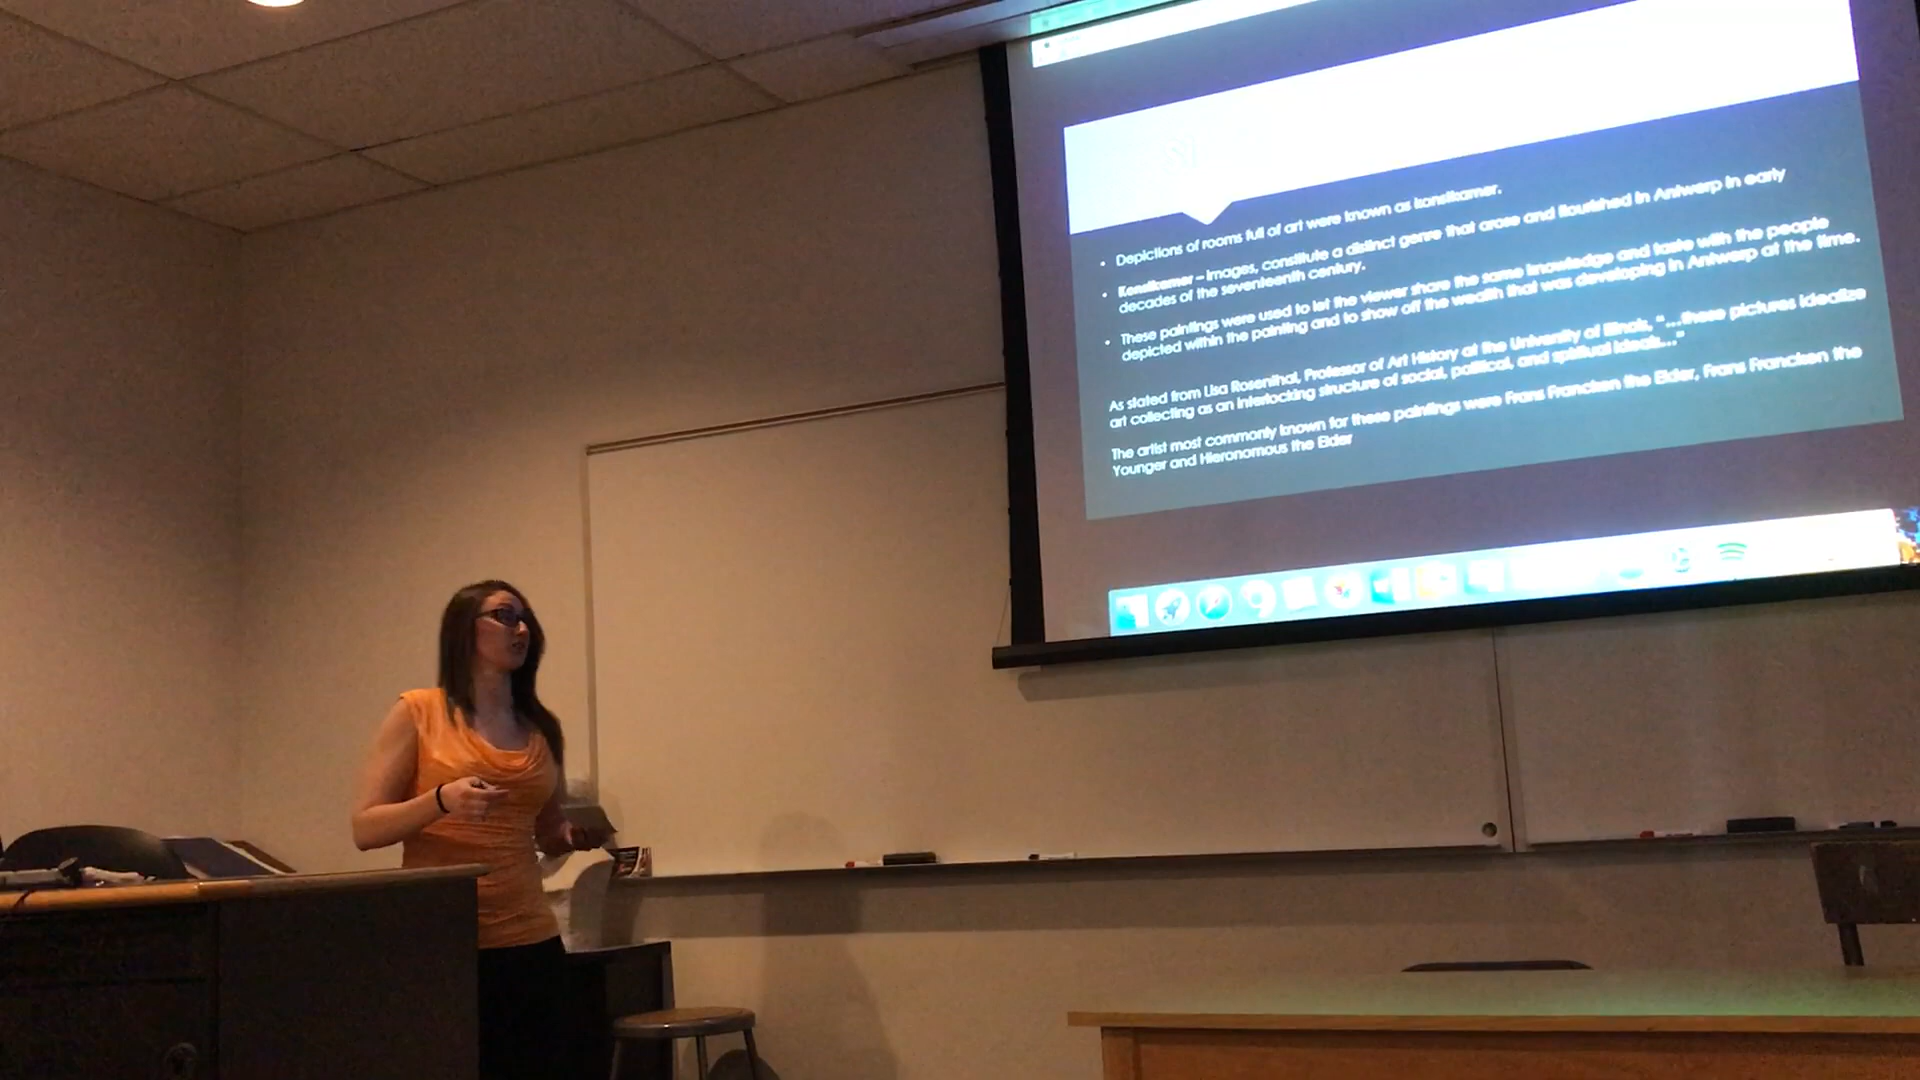 • Depictions of rooms full of art were known as konstkamer.
• Konstkamer – images, constitute a distinct genre that arose and flourished in Antwerp in early
decades of the seventeenth century.
• These paintings were used to let the viewer share the same knowledge and taste with the people
depicted within the painting and to show off the wealth that was developing in Antwerp at the time.
As stated from Lisa Rosenthal, Professor of Art History at the University of Illinois, "...these pictures idealize
art collecting as an interlocking structure of social, political, and spiritual ideals..."
The artist most commonly known for these paintings were Frans Francken the Elder, Frans Francken the
Younger and Hieronomous the Elder